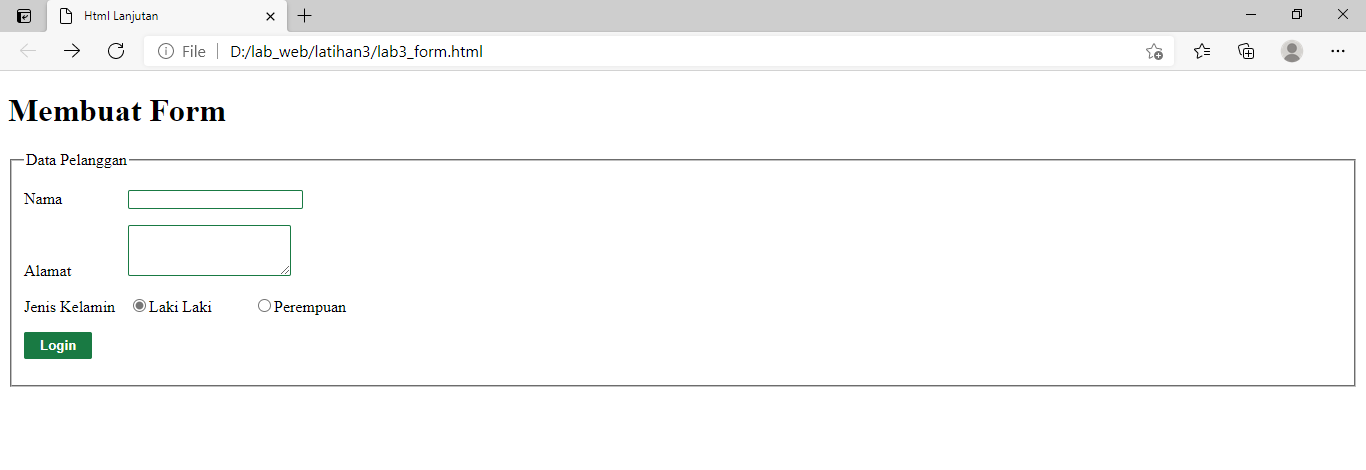 Html Lanjutan
File D:/lab_web/latihan3/lab3_form.html
Membuat Form
Data Pelanggan
Nama
Alamat
Jenis Kelamin Laki Laki Perempuan
Login